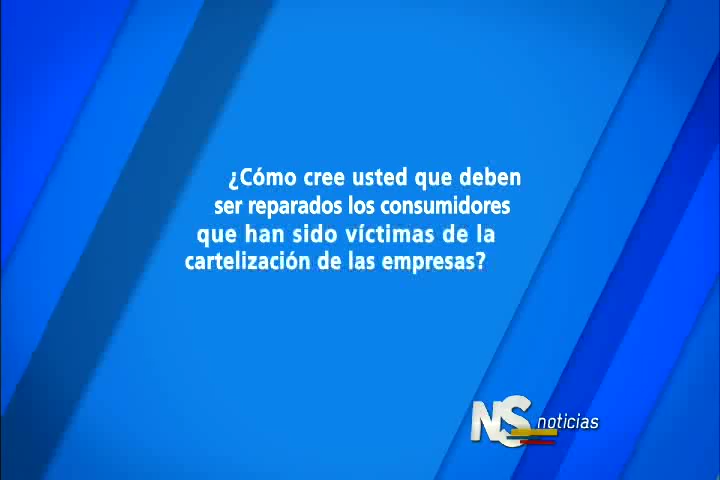 ¿Cómo cree usted que deben
ser reparados los consumidores
que han sido víctimas de la
cartelización de las empresas?
NS noticias